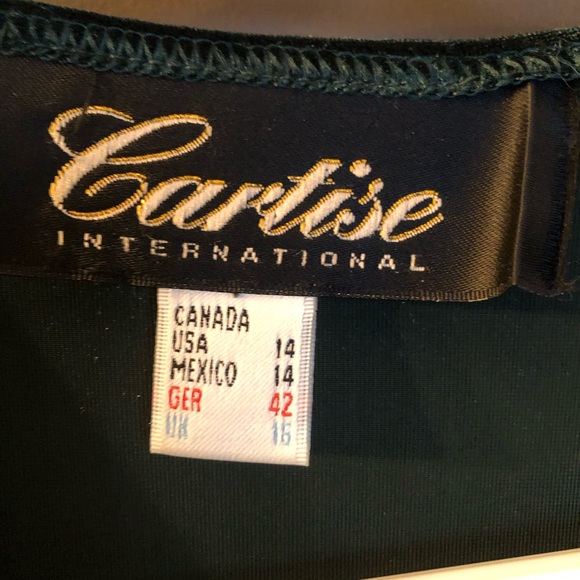 Cartise
INTERNATIONAL
CANADA
USA 14
MEXICO 14
GER 42
UK 16